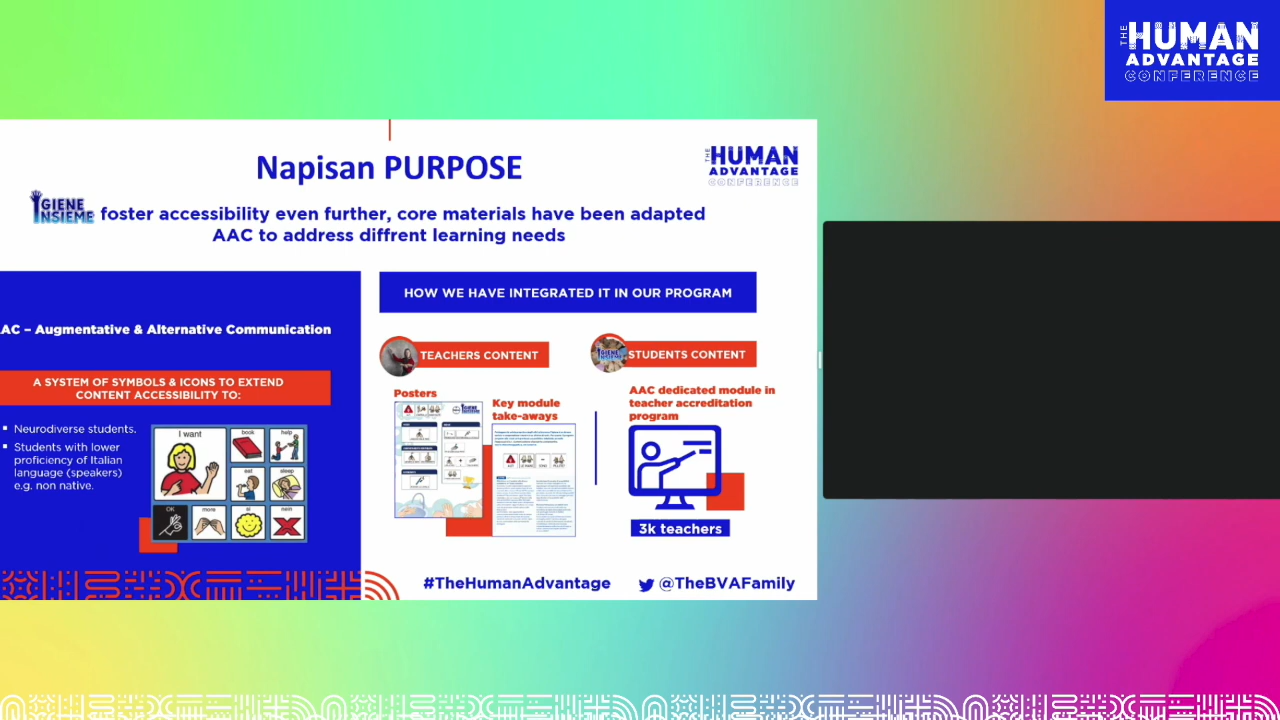 THE
HUMAN
ADVANTAGE
CONFERENCE
Napisan PURPOSE
THE
HUMAN
ADVANTAGE
CONFERENCE
IGIENE
INSIEME
foster accessibility even further, core materials have been adapted
AAC to address diffrent learning needs
AC – Augmentative & Alternative Communication
A SYSTEM OF SYMBOLS & ICONS TO EXTEND
CONTENT ACCESSIBILITY TO:
▪ Neurodiverse students.
▪ Students with lower
proficiency of Italian
language (speakers)
e.g. non native.
I want
book
help
eat
sleep
OK
more
nein
HOW WE HAVE INTEGRATED IT IN OUR PROGRAM
TEACHERS CONTENT
STUDENTS CONTENT
Posters
Key module
take-aways
AAC dedicated module in
teacher accreditation
program
3k teachers
#TheHumanAdvantage
@TheBVAFamily